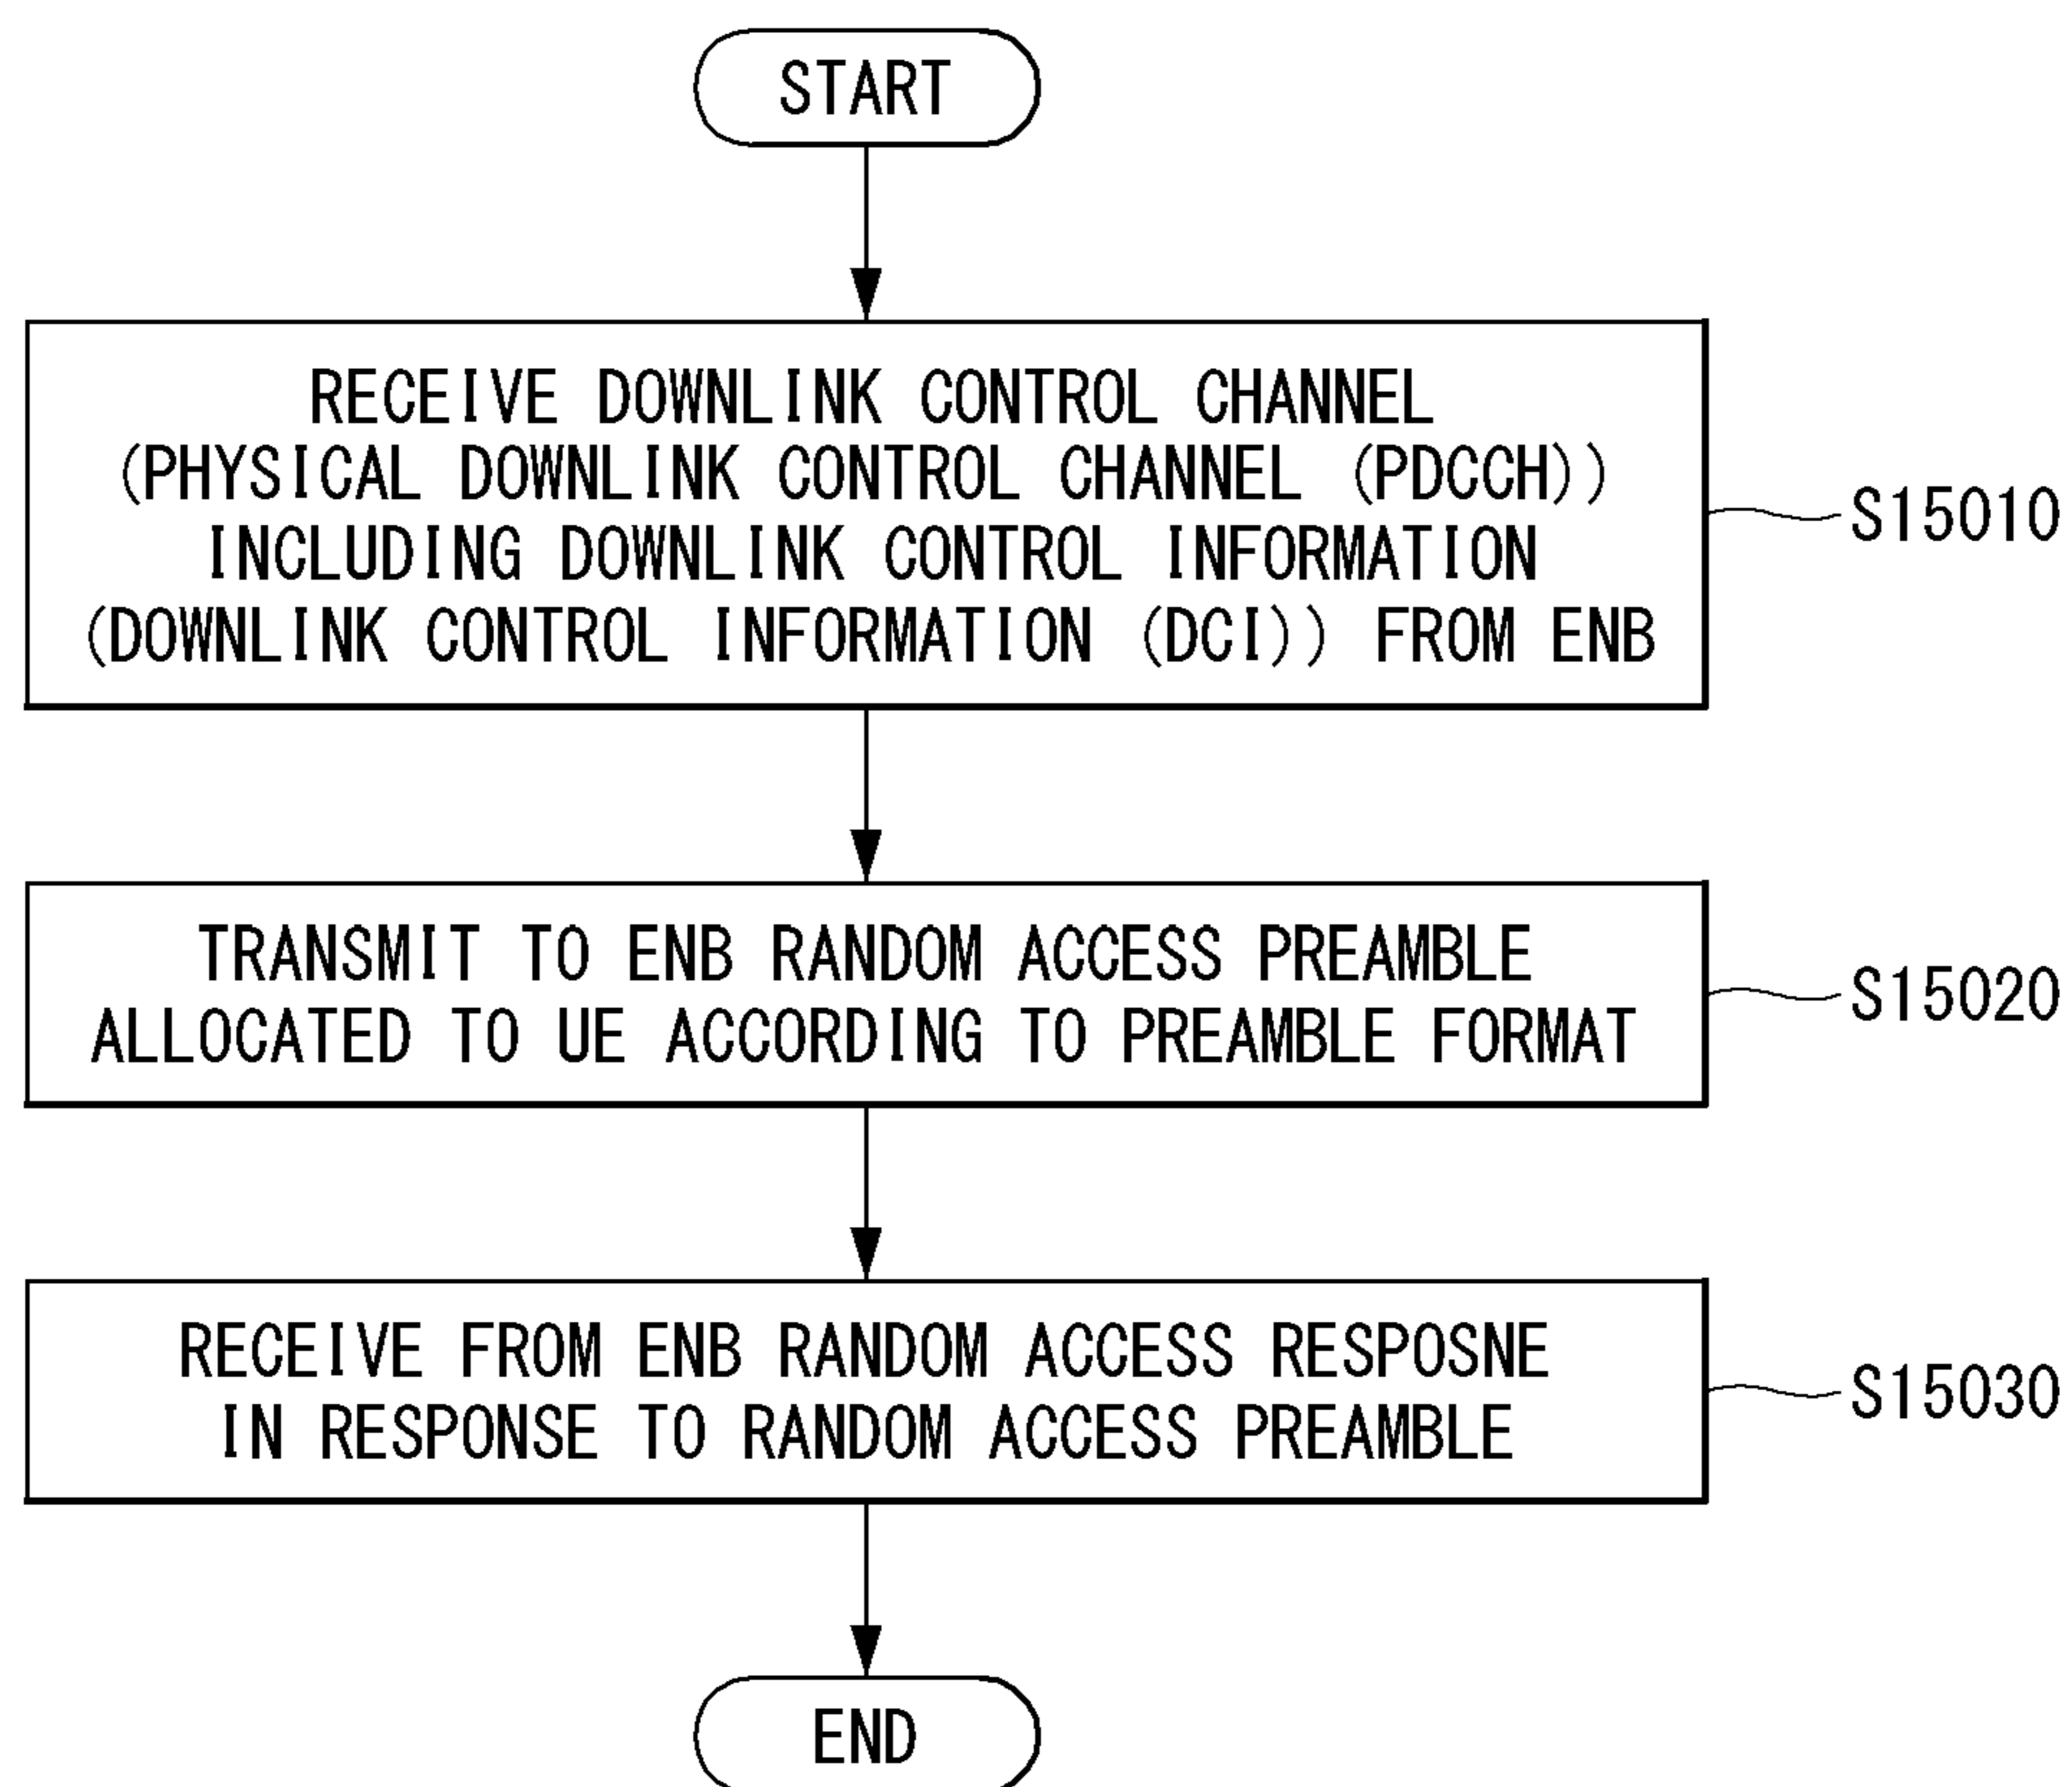 START
RECEIVE DOWNLINK CONTROL CHANNEL
(PHYSICAL DOWNLINK CONTROL CHANNEL (PDCCH))
INCLUDING DOWNLINK CONTROL INFORMATION
(DOWNLINK CONTROL INFORMATION (DCI)) FROM ENB
S15010
TRANSMIT TO ENB RANDOM ACCESS PREAMBLE
ALLOCATED TO UE ACCORDING TO PREAMBLE FORMAT
S15020
RECEIVE FROM ENB RANDOM ACCESS RESPOSNE
IN RESPONSE TO RANDOM ACCESS PREAMBLE
S15030
END